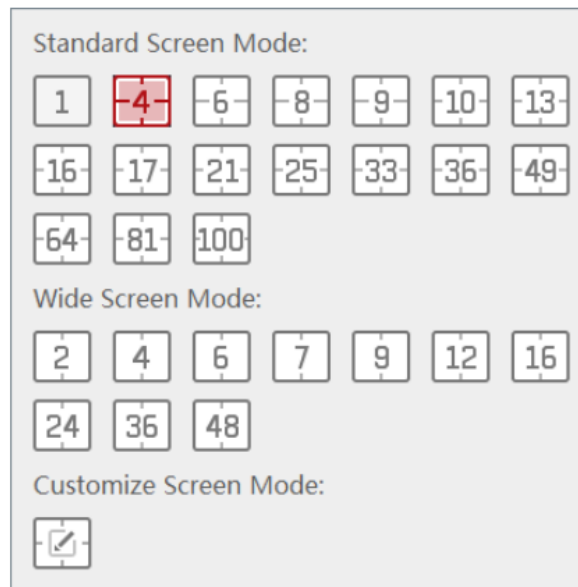 Standard Screen Mode:
1 4 6 8 9 10 13
16 17 21 25 33 36 49
64 81 100
Wide Screen Mode:
2 4 6 7 9 12 16
24 36 48
Customize Screen Mode: